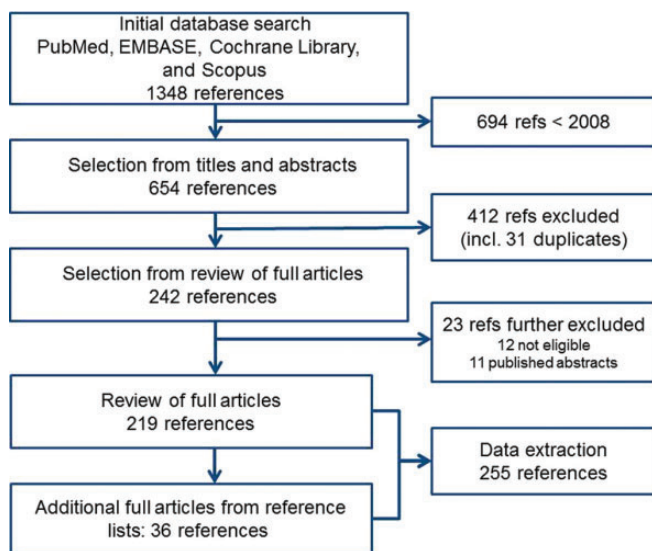 Initial database search
PubMed, EMBASE, Cochrane Library,
and Scopus
1348 references
694 refs < 2008
Selection from titles and abstracts
654 references
412 refs excluded
(incl. 31 duplicates)
Selection from review of full articles
242 references
23 refs further excluded
12 not eligible
11 published abstracts
Review of full articles
219 references
Data extraction
255 references
Additional full articles from reference
lists: 36 references